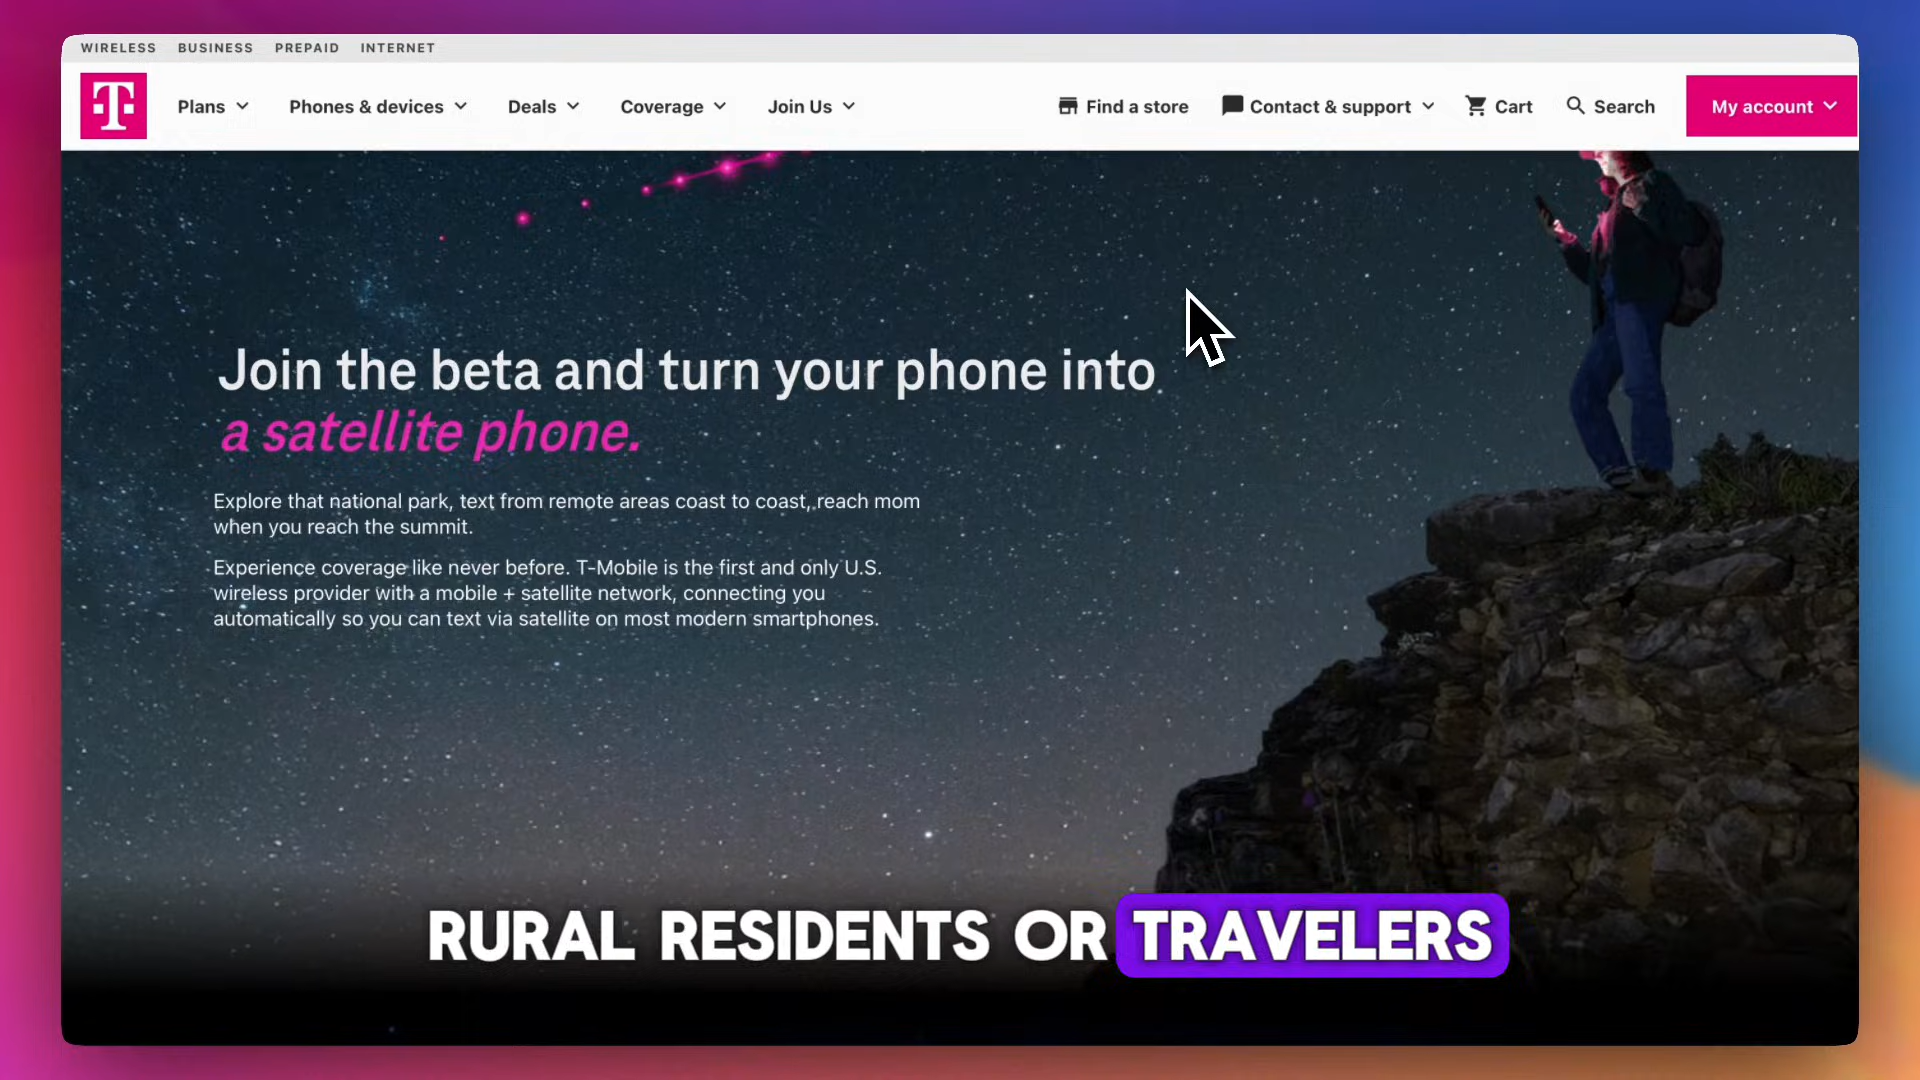 WIRELESS BUSINESS PREPAID INTERNET
T Plans Phones & devices Deals Coverage Join Us Find a store Contact & support Cart Search My account
Join the beta and turn your phone into
a satellite phone.
Explore that national park, text from remote areas coast to coast, reach mom
when you reach the summit.
Experience coverage like never before. T-Mobile is the first and only U.S.
wireless provider with a mobile + satellite network, connecting you
automatically so you can text via satellite on most modern smartphones.
RURAL RESIDENTS OR TRAVELERS